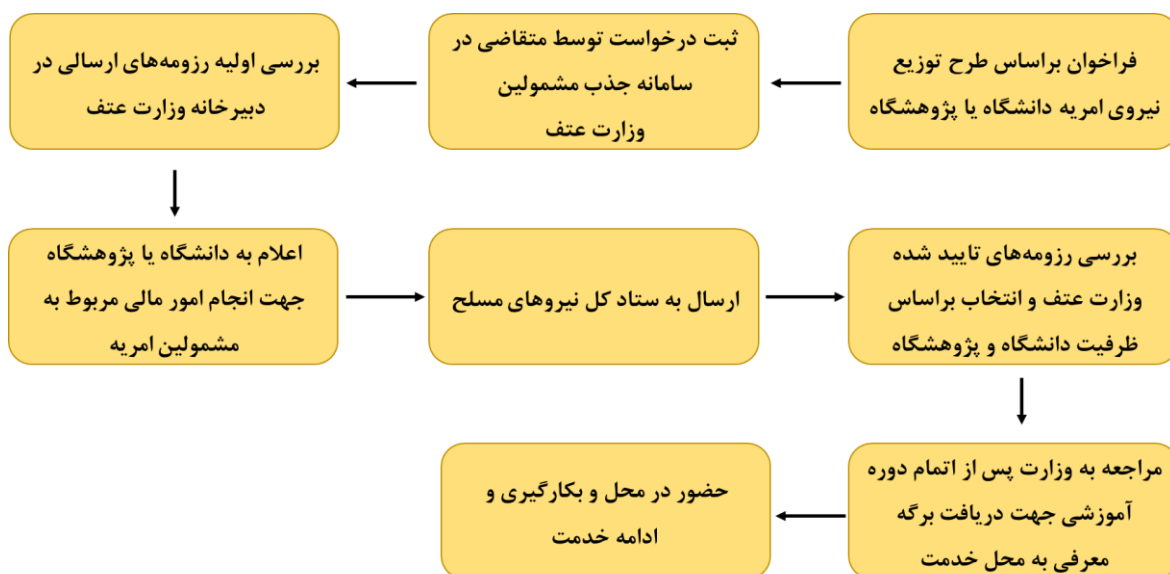 فراخوان براساس طرح توزیع
نیروی امریه دانشگاه یا پژوهشگاه
ثبت درخواست توسط متقاضی در
سامانه جذب مشمولین
وزارت عتف
بررسی اولیه رزومه‌های ارسالی در
دبیرخانه وزارت عتف
اعلام به دانشگاه یا پژوهشگاه
جهت انجام امور مالی مربوط به
مشمولین امریه
ارسال به ستاد کل نیروهای مسلح
بررسی رزومه‌های تایید شده
وزارت عتف و انتخاب براساس
ظرفیت دانشگاه و پژوهشگاه
مراجعه به وزارت پس از اتمام دوره
آموزشی جهت دریافت برگه
معرفی به محل خدمت
حضور در محل و بکارگیری و
ادامه خدمت